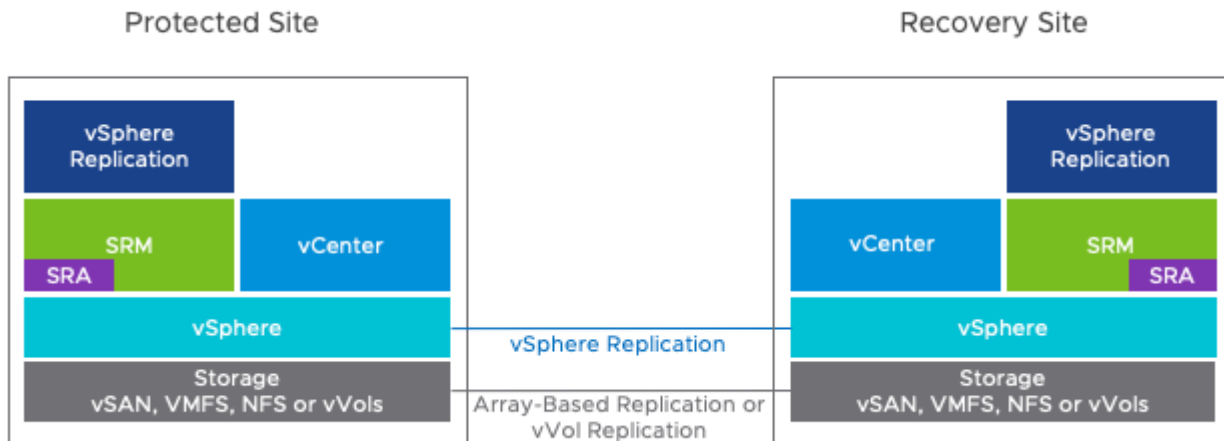 Protected Site
Recovery Site
vSphere
Replication
vSphere
Replication
SRM
SRA
vCenter
vCenter
SRM
SRA
vSphere
vSphere Replication
vSphere
Storage
vSAN, VMFS, NFS or vVols
Array-Based Replication or
vVol Replication
Storage
vSAN, VMFS, NFS or vVols